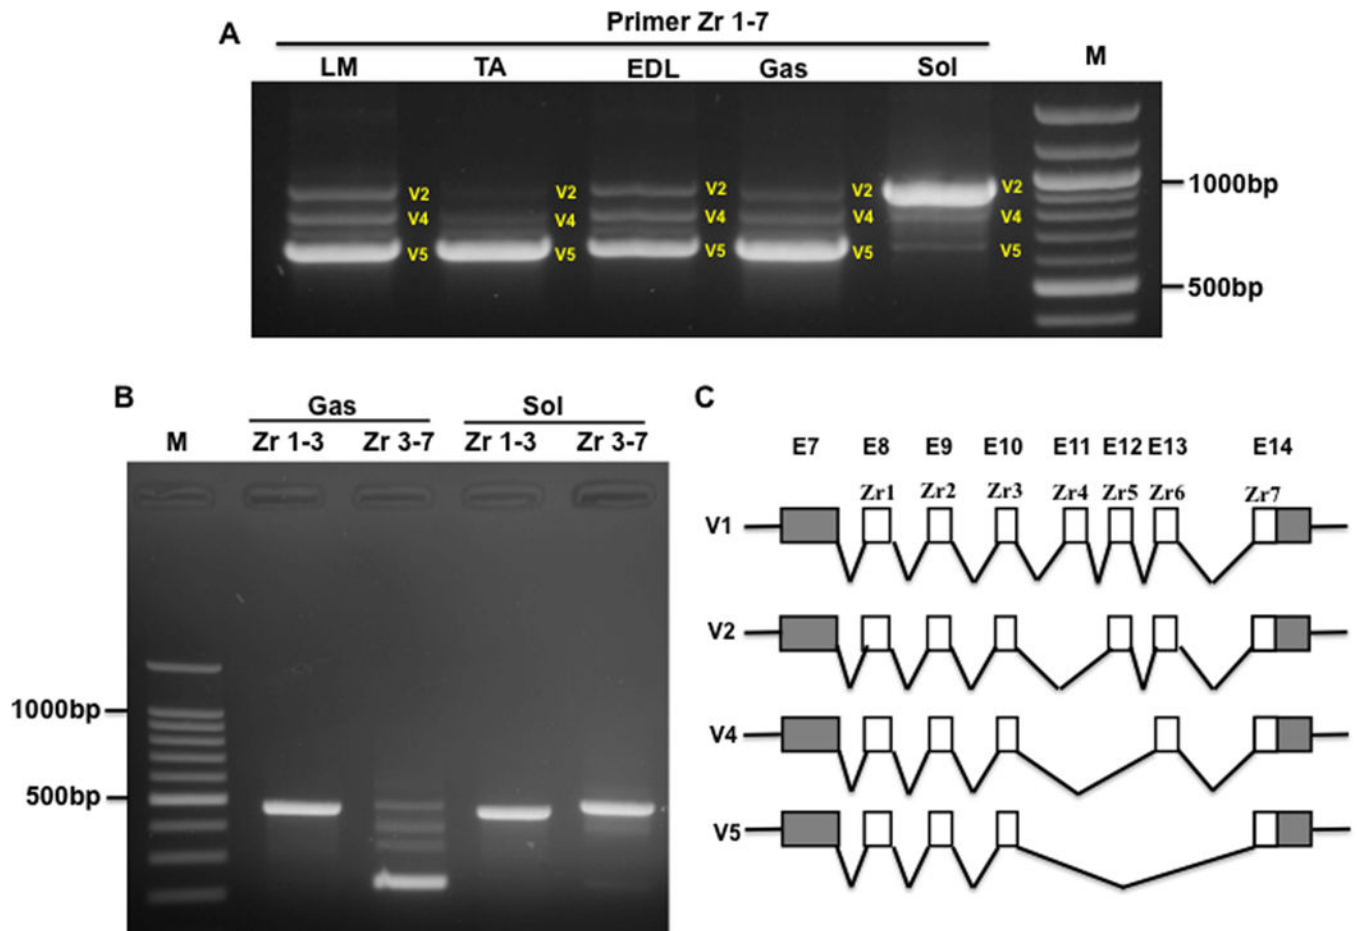 A
Primer Zr 1-7
LM TA EDL Gas Sol M
V2 V2 V2 V2 V2
V4 V4 V4 V4 V4
V5 V5 V5 V5 V5
1000bp
500bp
B
Gas Sol
M Zr 1-3 Zr 3-7 Zr 1-3 Zr 3-7
1000bp
500bp
C
E7 E8 E9 E10 E11 E12 E13 E14
Zr1 Zr2 Zr3 Zr4 Zr5 Zr6 Zr7
V1
V2
V4
V5